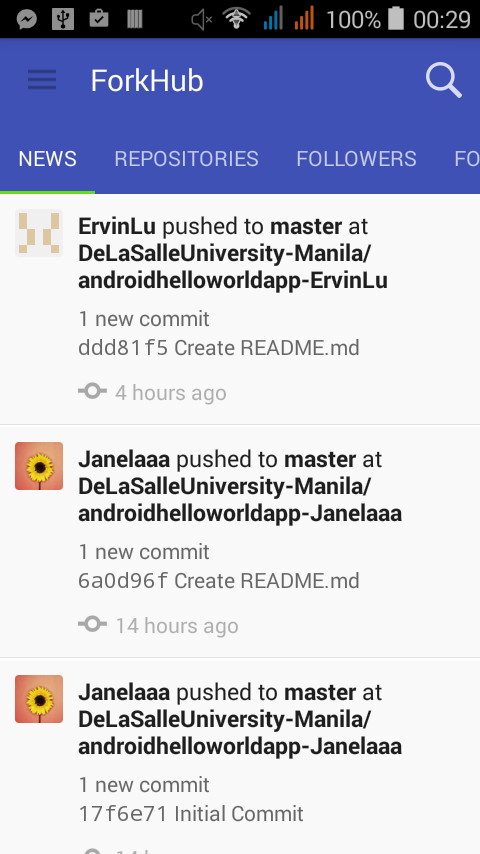 100% 00:29
ForkHub
NEWS REPOSITORIES FOLLOWERS FO
ErvinLu pushed to master at
DeLaSalleUniversity-Manila/
androidhelloworldapp-ErvinLu
1 new commit
ddd81f5 Create README.md
4 hours ago
Janelaaa pushed to master at
DeLaSalleUniversity-Manila/
androidhelloworldapp-Janelaaa
1 new commit
6a0d96f Create README.md
14 hours ago
Janelaaa pushed to master at
DeLaSalleUniversity-Manila/
androidhelloworldapp-Janelaaa
1 new commit
17f6e71 Initial Commit